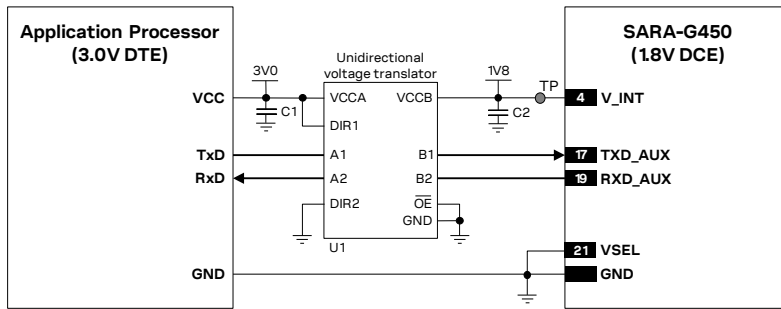 Application Processor
(3.0V DTE)
SARA-G450
(1.8V DCE)
Unidirectional
voltage translator
3V0
1V8
TP
VCC
VCCA
VCCB
4
V_INT
C1
C2
DIR1
TxD
A1
B1
17
TXD_AUX
RxD
A2
B2
19
RXD_AUX
DIR2
OE
GND
U1
21
VSEL
GND
GND